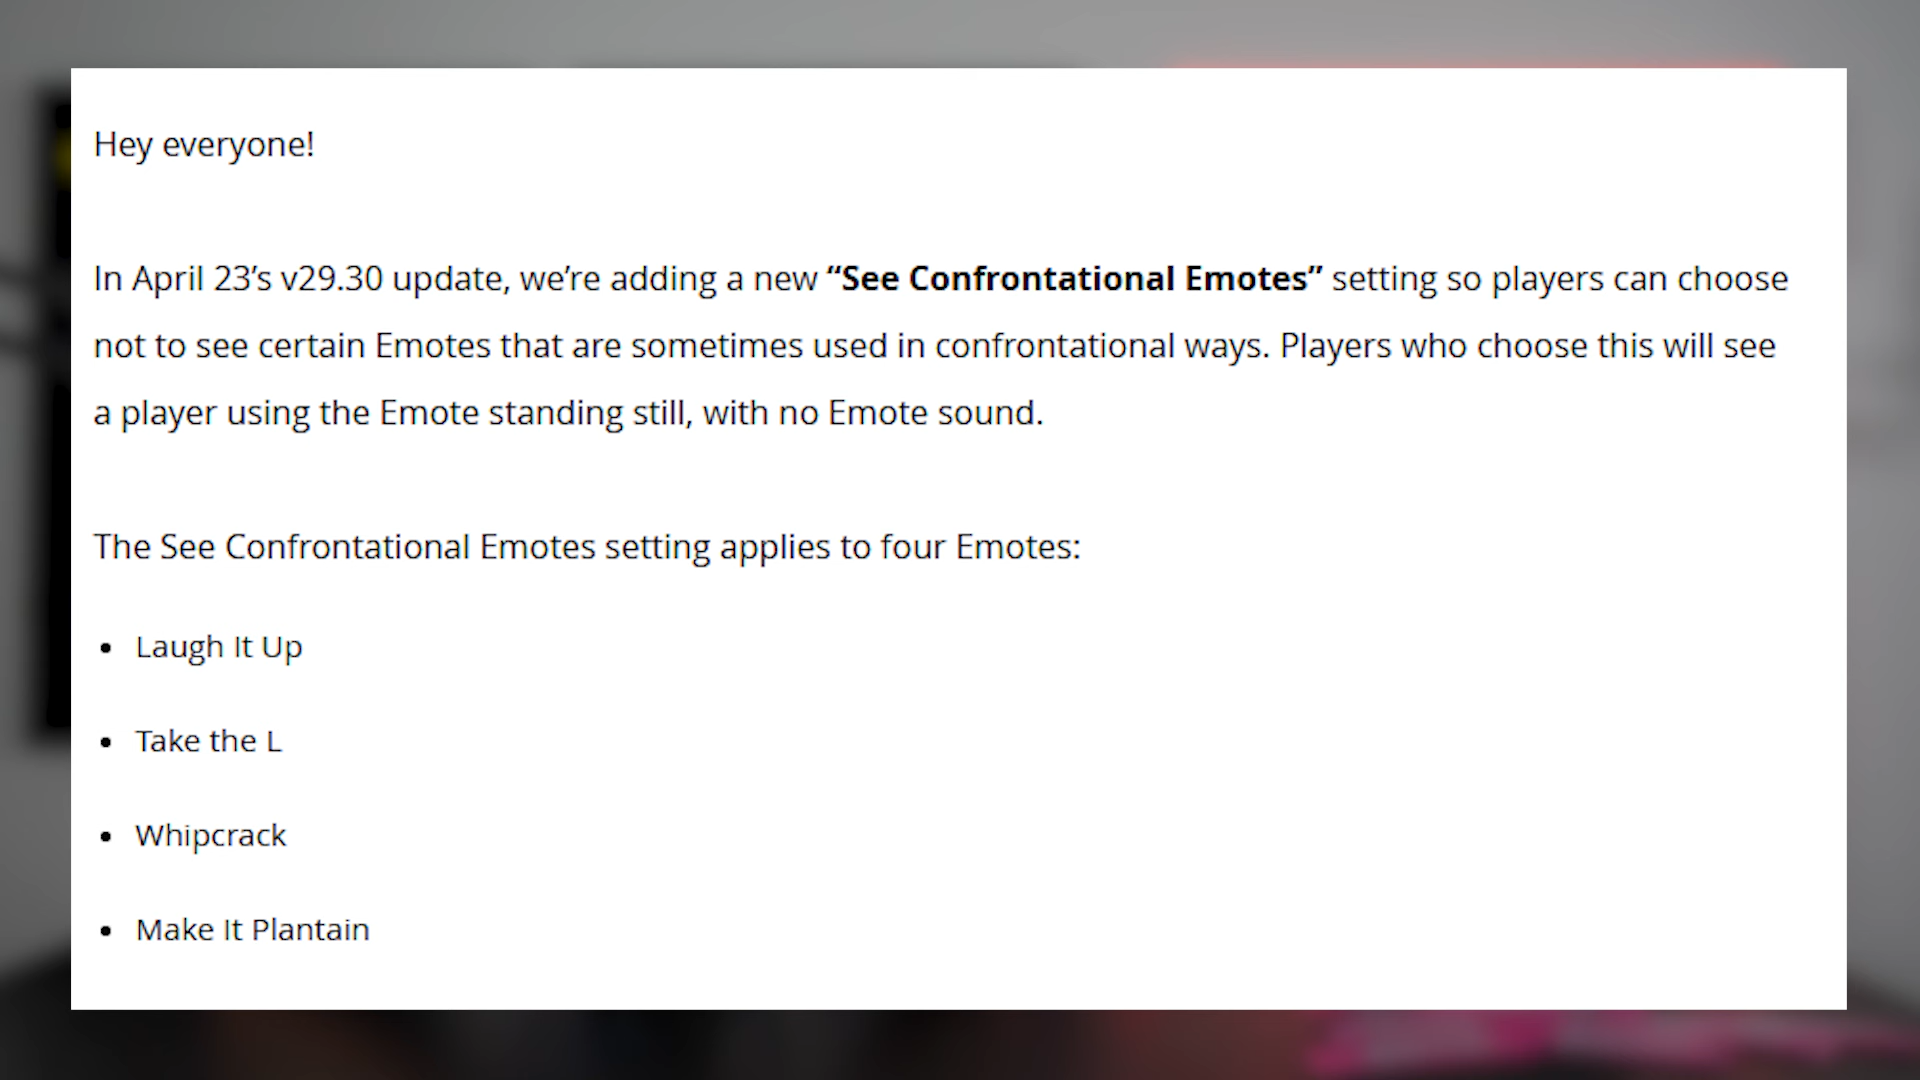 Hey everyone!
In April 23’s v29.30 update, we’re adding a new “See Confrontational Emotes” setting so players can choose
not to see certain Emotes that are sometimes used in confrontational ways. Players who choose this will see
a player using the Emote standing still, with no Emote sound.
The See Confrontational Emotes setting applies to four Emotes:
• Laugh It Up
• Take the L
• Whipcrack
• Make It Plantain